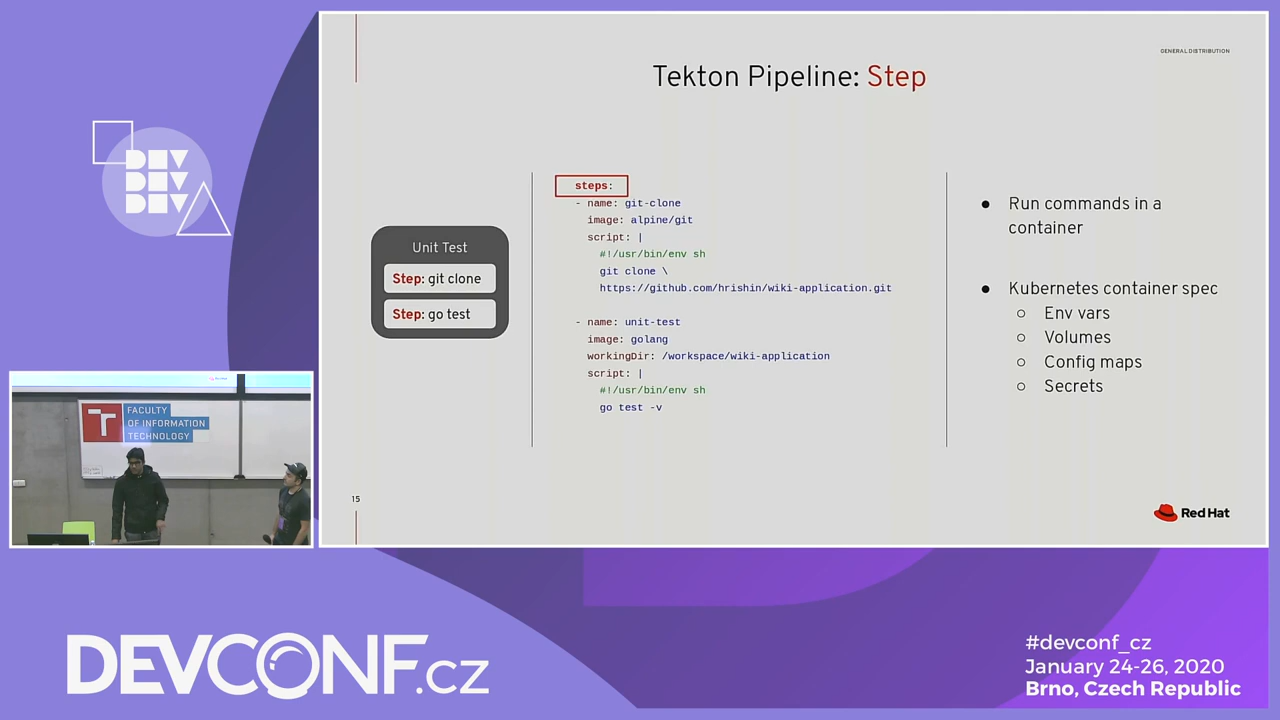 GENERAL DISTRIBUTION
Tekton Pipeline: Step
DEV
DEV
DEV
Unit Test
Step: git clone
Step: go test
steps:
- name: git-clone
image: alpine/git
script: |
#!/usr/bin/env sh
git clone \
https://github.com/hrishin/wiki-application.git
- name: unit-test
image: golang
workingDir: /workspace/wiki-application
script: |
#!/usr/bin/env sh
go test -v
● Run commands in a
container
● Kubernetes container spec
○ Env vars
○ Volumes
○ Config maps
○ Secrets
15
Red Hat
T FACULTY
OF INFORMATION
TECHNOLOGY
DEVCONF.cz
#devconf_cz
January 24-26, 2020
Brno, Czech Republic